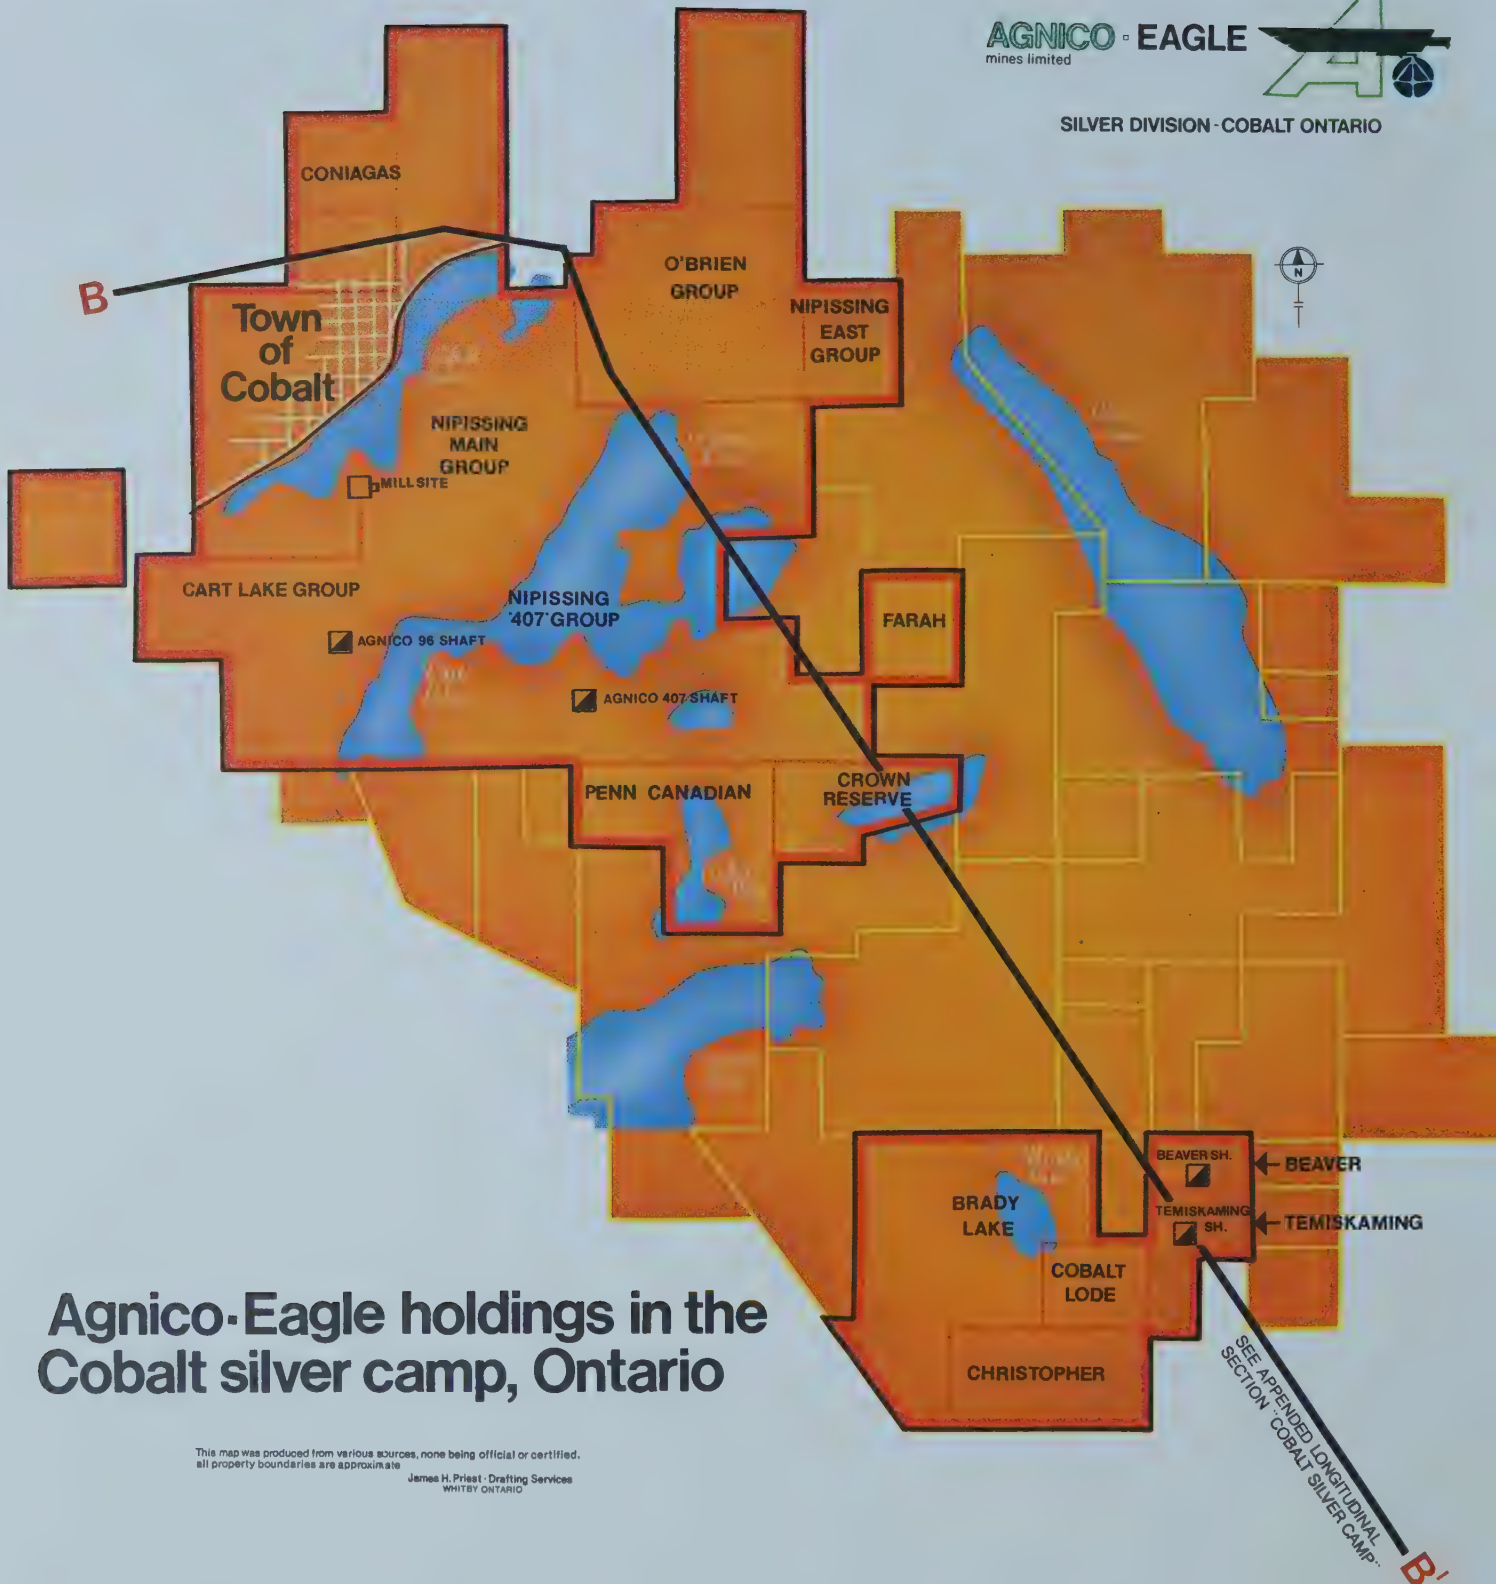 AGNICO · EAGLE
mines limited
SILVER DIVISION - COBALT ONTARIO
CONIAGAS
B
O'BRIEN
GROUP
N
NIPISSING
EAST
GROUP
Town
of
Cobalt
NIPISSING
MAIN
GROUP
MILL SITE
CART LAKE GROUP
NIPISSING
'407' GROUP
FARAH
AGNICO 96 SHAFT
AGNICO 407 SHAFT
PENN CANADIAN
CROWN
RESERVE
BEAVER SH.
BEAVER
BRADY
LAKE
TEMISKAMING
SH.
TEMISKAMING
COBALT
LODE
CHRISTOPHER
Agnico·Eagle holdings in the
Cobalt silver camp, Ontario
SEE APPENDED LONGITUDINAL
SECTION "COBALT SILVER CAMP"
This map was produced from various sources, none being official or certified.
all property boundaries are approximate
James H. Priest · Drafting Services
WHITBY ONTARIO
B'